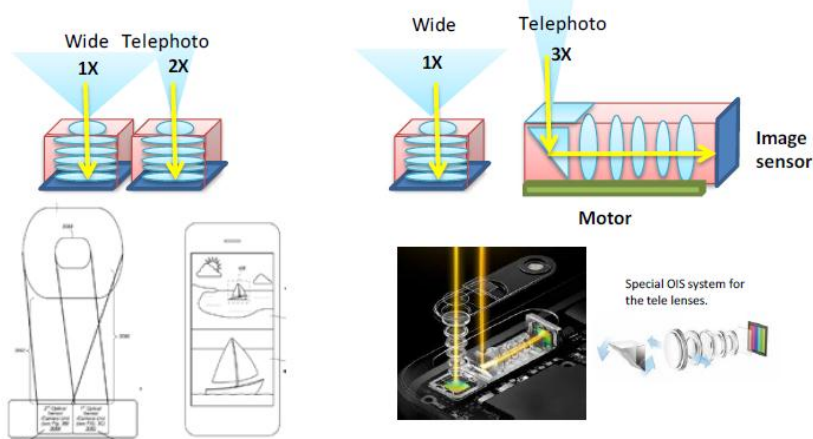 Wide Telephoto
1X 2X
Wide
Telephoto
1X
3X
Image
sensor
Motor
Special OIS system for
the tele lenses.